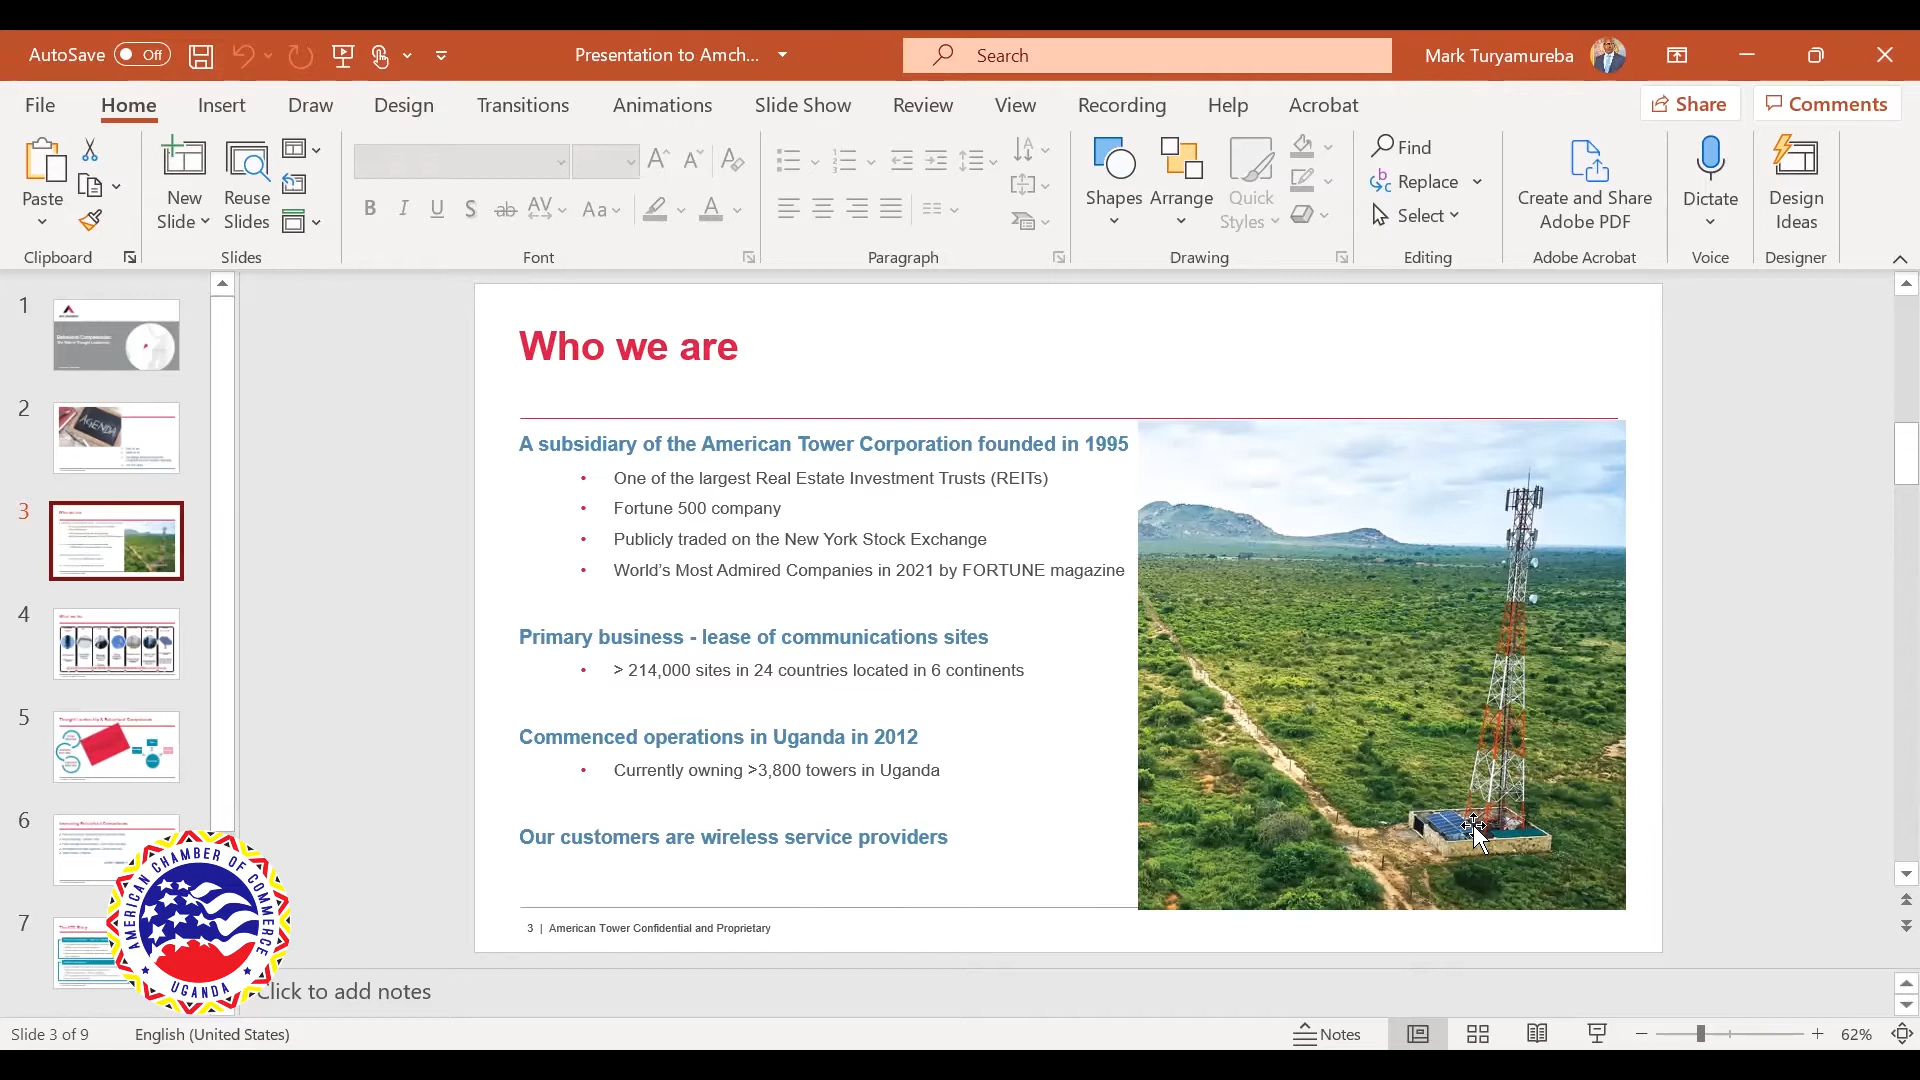 AutoSave Off
Presentation to Amch...
Search
Mark Turyamureba
File Home Insert Draw Design Transitions Animations Slide Show Review View Recording Help Acrobat
Share
Comments
Paste
Clipboard
New Slide
Reuse Slides
Slides
Font
Paragraph
Shapes
Arrange
Quick Styles
Drawing
Find
Replace
Select
Editing
Create and Share Adobe PDF
Adobe Acrobat
Dictate
Voice
Design Ideas
Designer
1
2
AGENDA
3
4
5
6
7
Who we are
A subsidiary of the American Tower Corporation founded in 1995
• One of the largest Real Estate Investment Trusts (REITs)
• Fortune 500 company
• Publicly traded on the New York Stock Exchange
• World's Most Admired Companies in 2021 by FORTUNE magazine
Primary business - lease of communications sites
• > 214,000 sites in 24 countries located in 6 continents
Commenced operations in Uganda in 2012
• Currently owning >3,800 towers in Uganda
Our customers are wireless service providers
3 | American Tower Confidential and Proprietary
AMERICAN CHAMBER OF COMMERCE
UGANDA
Click to add notes
Slide 3 of 9
English (United States)
Notes
62%